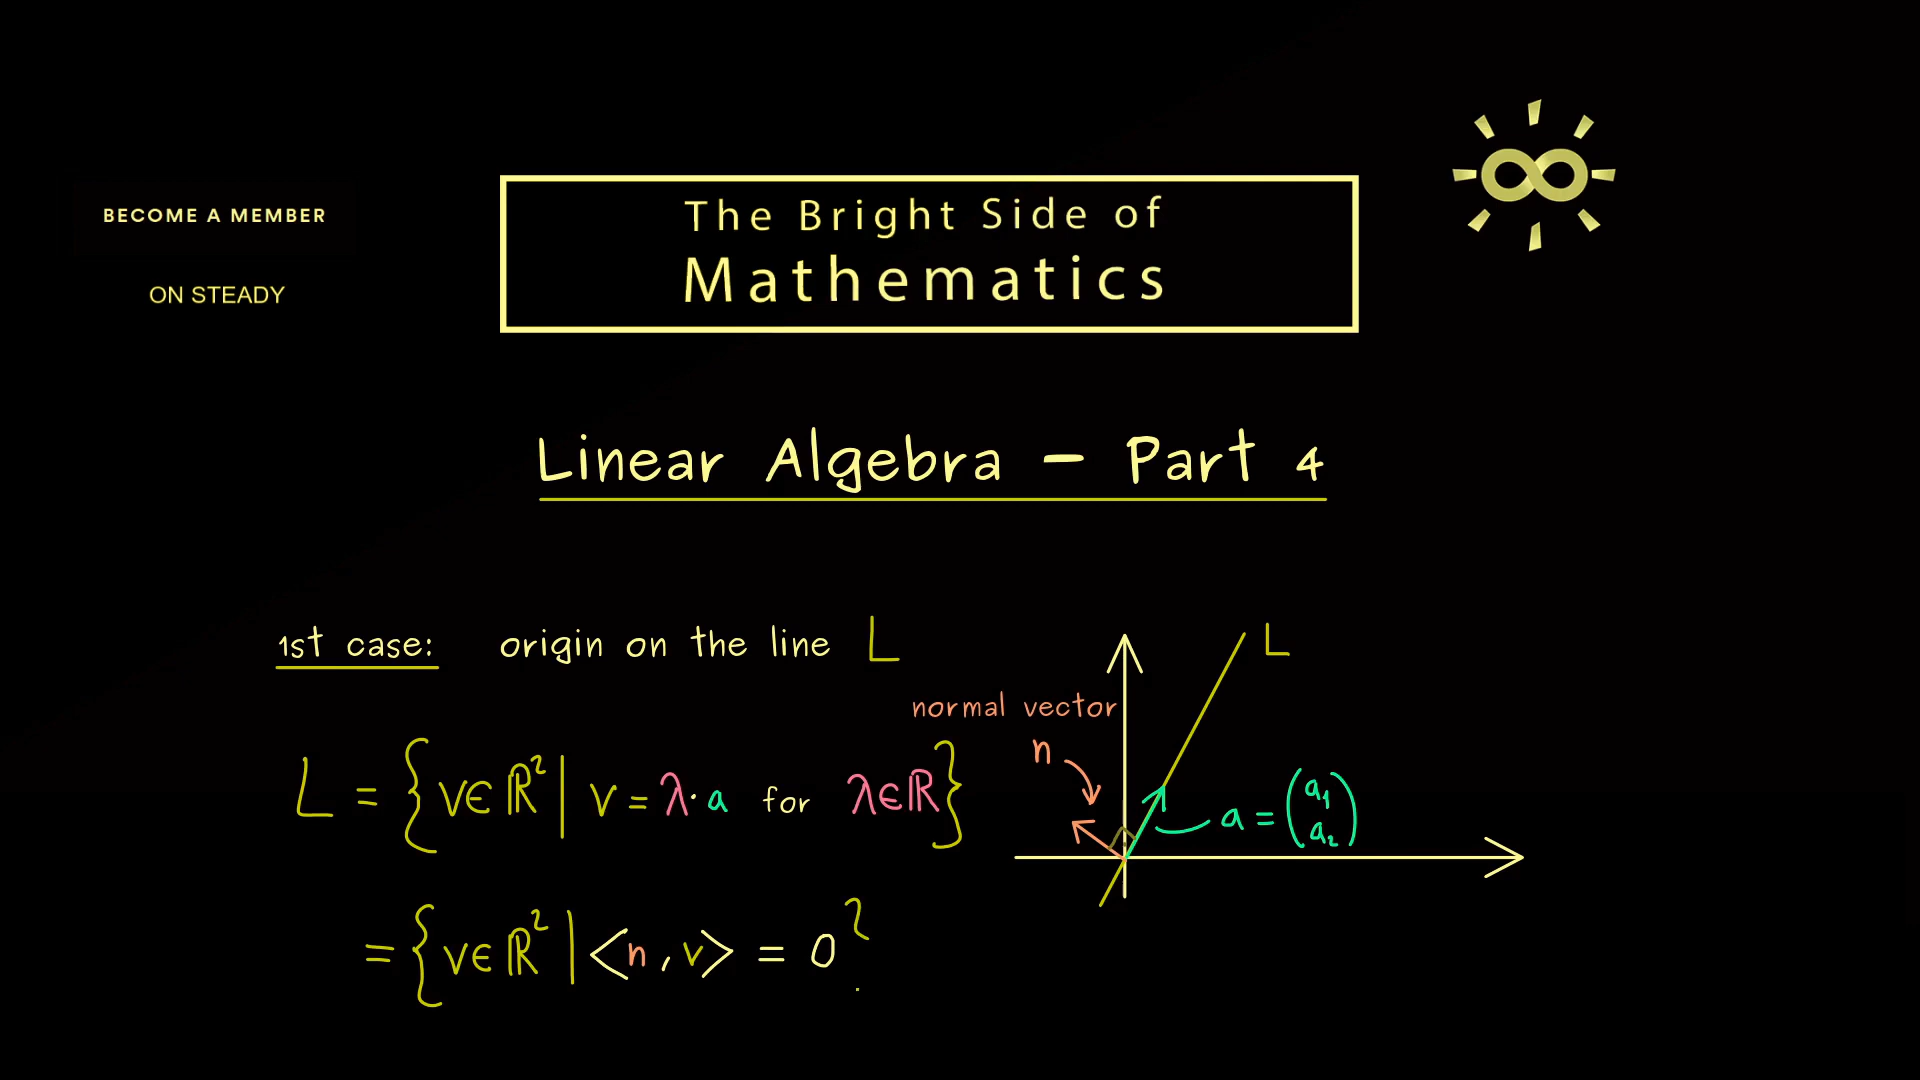 BECOME A MEMBER
ON STEADY
The Bright Side of
Mathematics
Linear Algebra – Part 4
1st case: origin on the line L
L = {v∈ℝ² | v = λ·a for λ∈ℝ}
= {v∈ℝ² | <n, v> = 0
L
normal vector
n
a = (a₁
a₂)